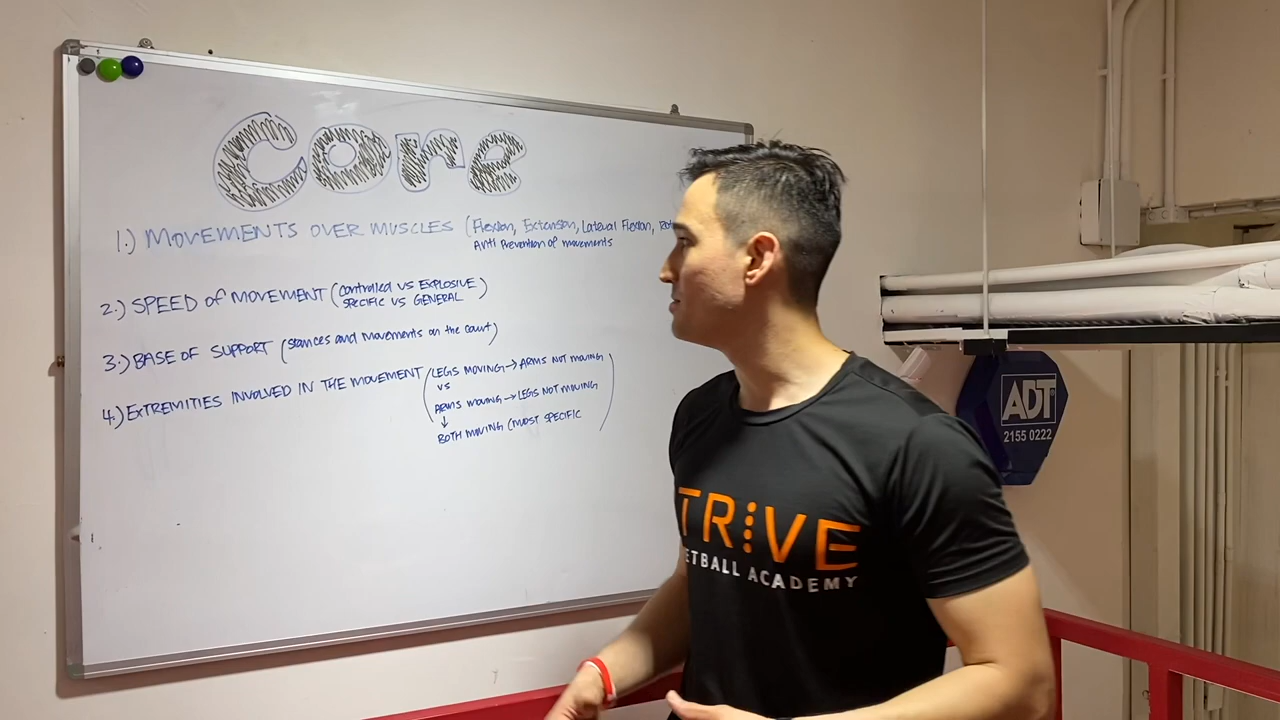 core
1.) MOVEMENTS OVER MUSCLES (Flexion, Extension, Lateral Flexion,
Anti Prevention of movements
2.) SPEED of MOVEMENT (controlled vs EXPLOSIVE)
SPECIFIC vs GENERAL
3.) BASE OF SUPPORT (stances and movements on the court)
4.) EXTREMITIES INVOLVED IN THE MOVEMENT (LEGS MOVING → ARMS NOT MOVING
vs
ARMS MOVING → LEGS NOT MOVING
↓
BOTH MOVING (MOST SPECIFIC)
TRIVE
ETBALL ACADEMY
ADT
2155 0222